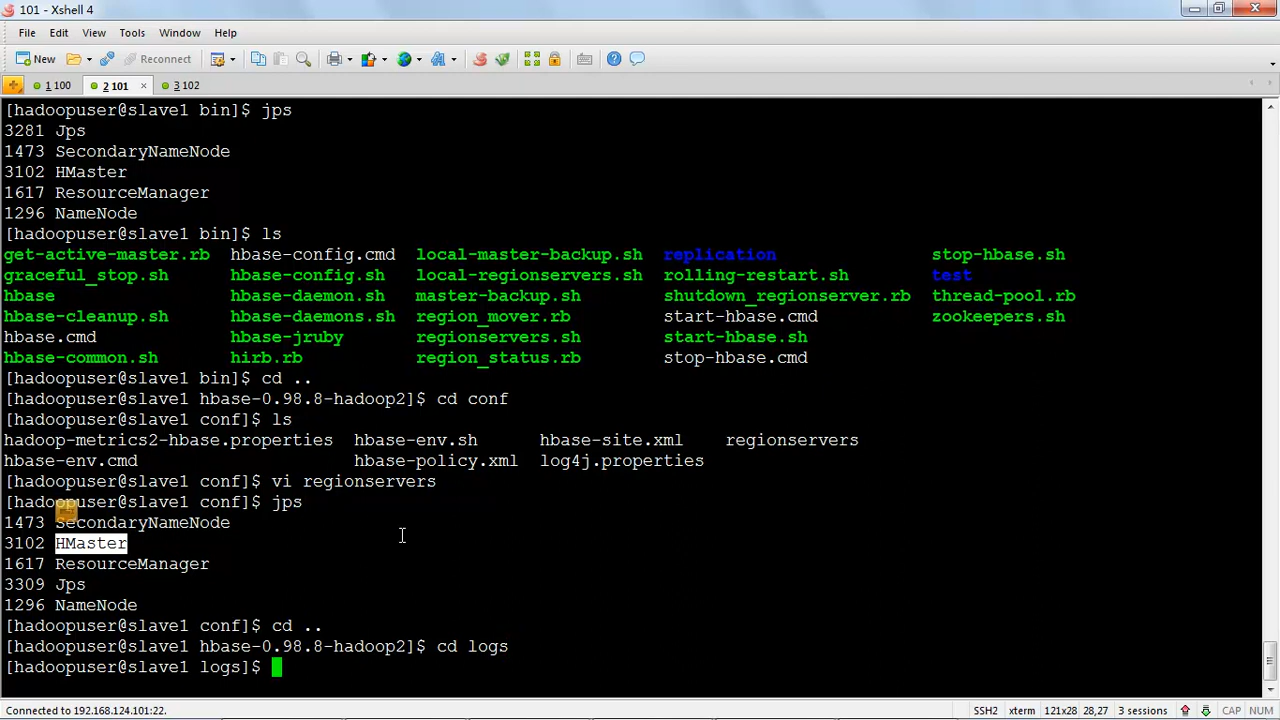 101 - Xshell 4
File Edit View Tools Window Help
New Reconnect
1 100 2 101 × 3 102
[hadoopuser@slave1 bin]$ jps
3281 Jps
1473 SecondaryNameNode
3102 HMaster
1617 ResourceManager
1296 NameNode
[hadoopuser@slave1 bin]$ ls
get-active-master.rb hbase-config.cmd local-master-backup.sh replication stop-hbase.sh
graceful_stop.sh hbase-config.sh local-regionservers.sh rolling-restart.sh test
hbase hbase-daemon.sh master-backup.sh shutdown_regionserver.rb thread-pool.rb
hbase-cleanup.sh hbase-daemons.sh region_mover.rb start-hbase.cmd zookeepers.sh
hbase.cmd hbase-jruby regionservers.sh start-hbase.sh
hbase-common.sh hirb.rb region_status.rb stop-hbase.cmd
[hadoopuser@slave1 bin]$ cd ..
[hadoopuser@slave1 hbase-0.98.8-hadoop2]$ cd conf
[hadoopuser@slave1 conf]$ ls
hadoop-metrics2-hbase.properties hbase-env.sh hbase-site.xml regionservers
hbase-env.cmd hbase-policy.xml log4j.properties
[hadoopuser@slave1 conf]$ vi regionservers
[hadoopuser@slave1 conf]$ jps
1473 SecondaryNameNode
3102 HMaster
1617 ResourceManager
3309 Jps
1296 NameNode
[hadoopuser@slave1 conf]$ cd ..
[hadoopuser@slave1 hbase-0.98.8-hadoop2]$ cd logs
[hadoopuser@slave1 logs]$
Connected to 192.168.124.101:22. SSH2 xterm 121x28 28,27 3 sessions CAP NUM